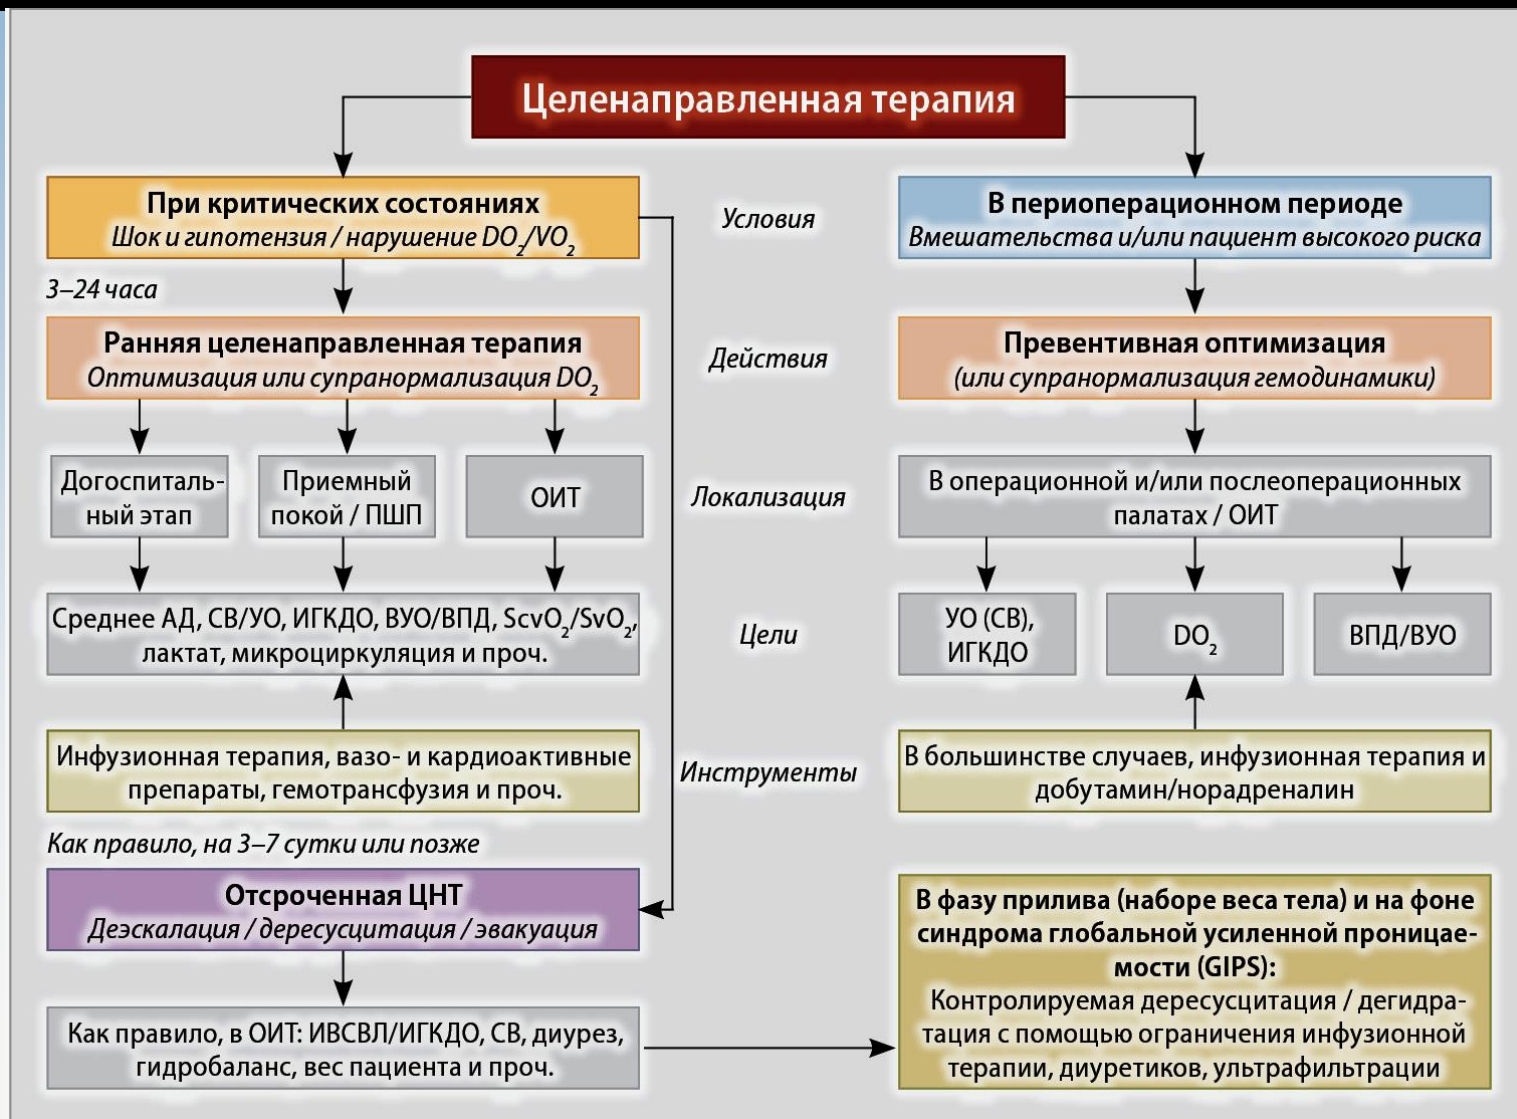 Целенаправленная терапия
При критических состояниях
Шок и гипотензия / нарушение DO₂/VO₂
Условия
В периоперационном периоде
Вмешательства и/или пациент высокого риска
3–24 часа
Ранняя целенаправленная терапия
Оптимизация или супранормализация DO₂
Действия
Превентивная оптимизация
(или супранормализация гемодинамики)
Догоспиталь-
ный этап
Приемный
покой / ПШП
ОИТ
Локализация
В операционной и/или послеоперационных
палатах / ОИТ
Среднее АД, СВ/УО, ИГКДО, ВУО/ВПД, ScvO₂/SvO₂,
лактат, микроциркуляция и проч.
Цели
УО (СВ),
ИГКДО
DO₂
ВПД/ВУО
Инфузионная терапия, вазо- и кардиоактивные
препараты, гемотрансфузия и проч.
Инструменты
В большинстве случаев, инфузионная терапия и
добутамин/норадреналин
Как правило, на 3–7 сутки или позже
Отсроченная ЦНТ
Деэскалация / дересусцитация / эвакуация
Как правило, в ОИТ: ИВСВЛ/ИГКДО, СВ, диурез,
гидробаланс, вес пациента и проч.
В фазу прилива (наборе веса тела) и на фоне
синдрома глобальной усиленной проницае-
мости (GIPS):
Контролируемая дересусцитация / дегидра-
тация с помощью ограничения инфузионной
терапии, диуретиков, ультрафильтрации